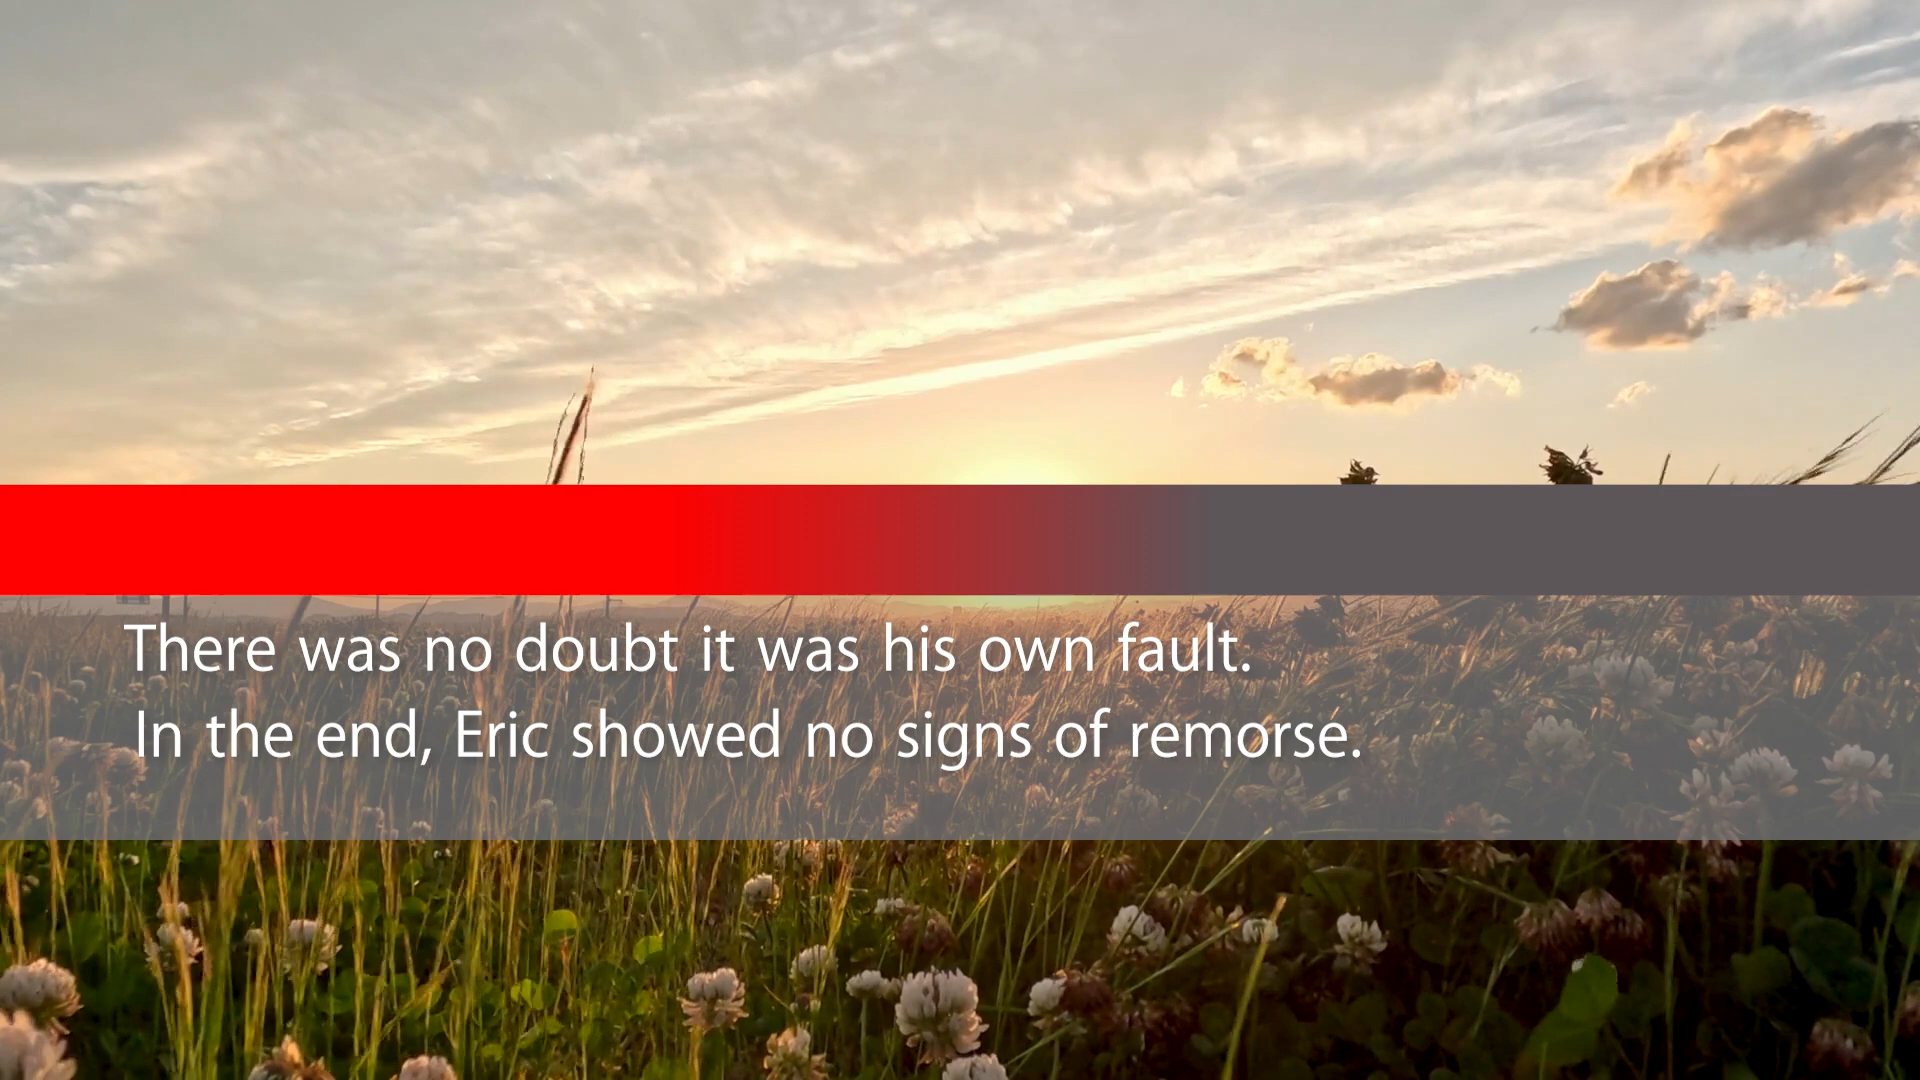 There was no doubt it was his own fault.
In the end, Eric showed no signs of remorse.